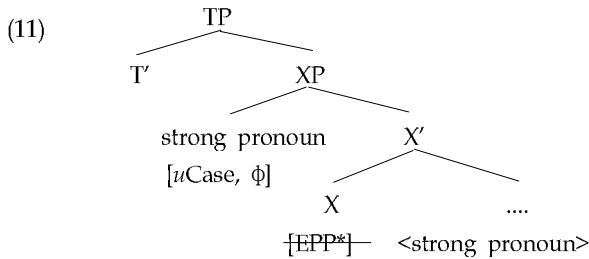 (11) TP
T′ XP
strong pronoun X′
[uCase, ϕ]
X ....
[EPP*] <strong pronoun>